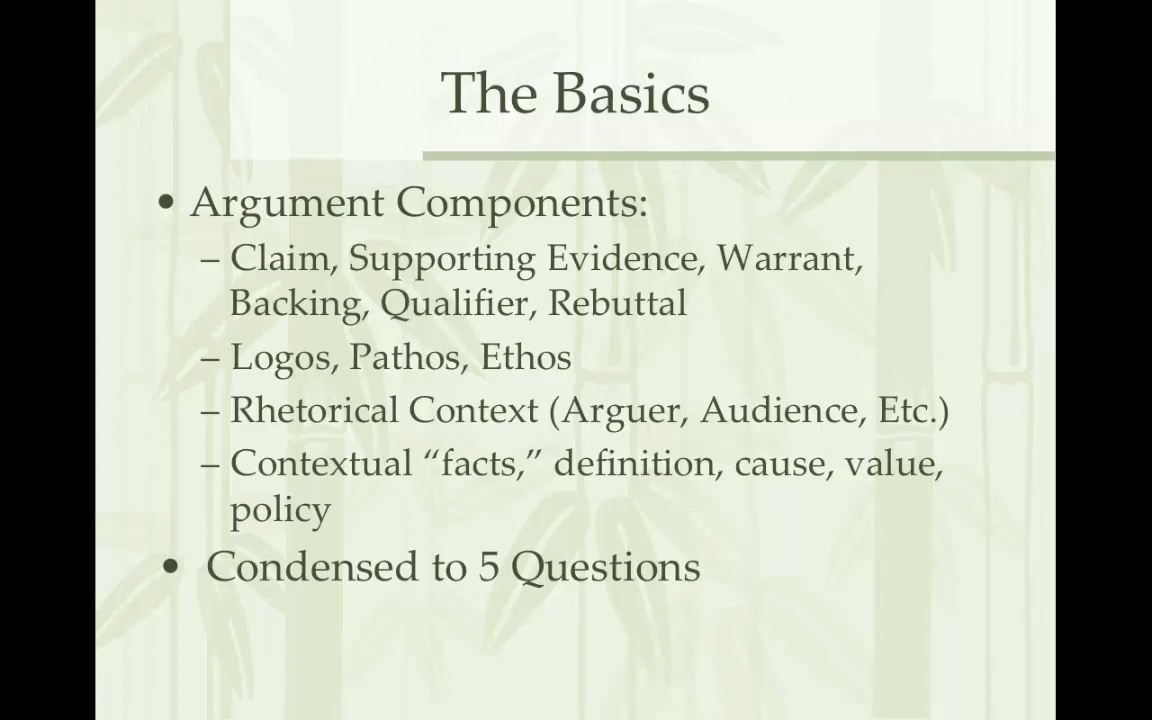 The Basics
• Argument Components:
– Claim, Supporting Evidence, Warrant,
Backing, Qualifier, Rebuttal
– Logos, Pathos, Ethos
– Rhetorical Context (Arguer, Audience, Etc.)
– Contextual “facts,” definition, cause, value,
policy
• Condensed to 5 Questions